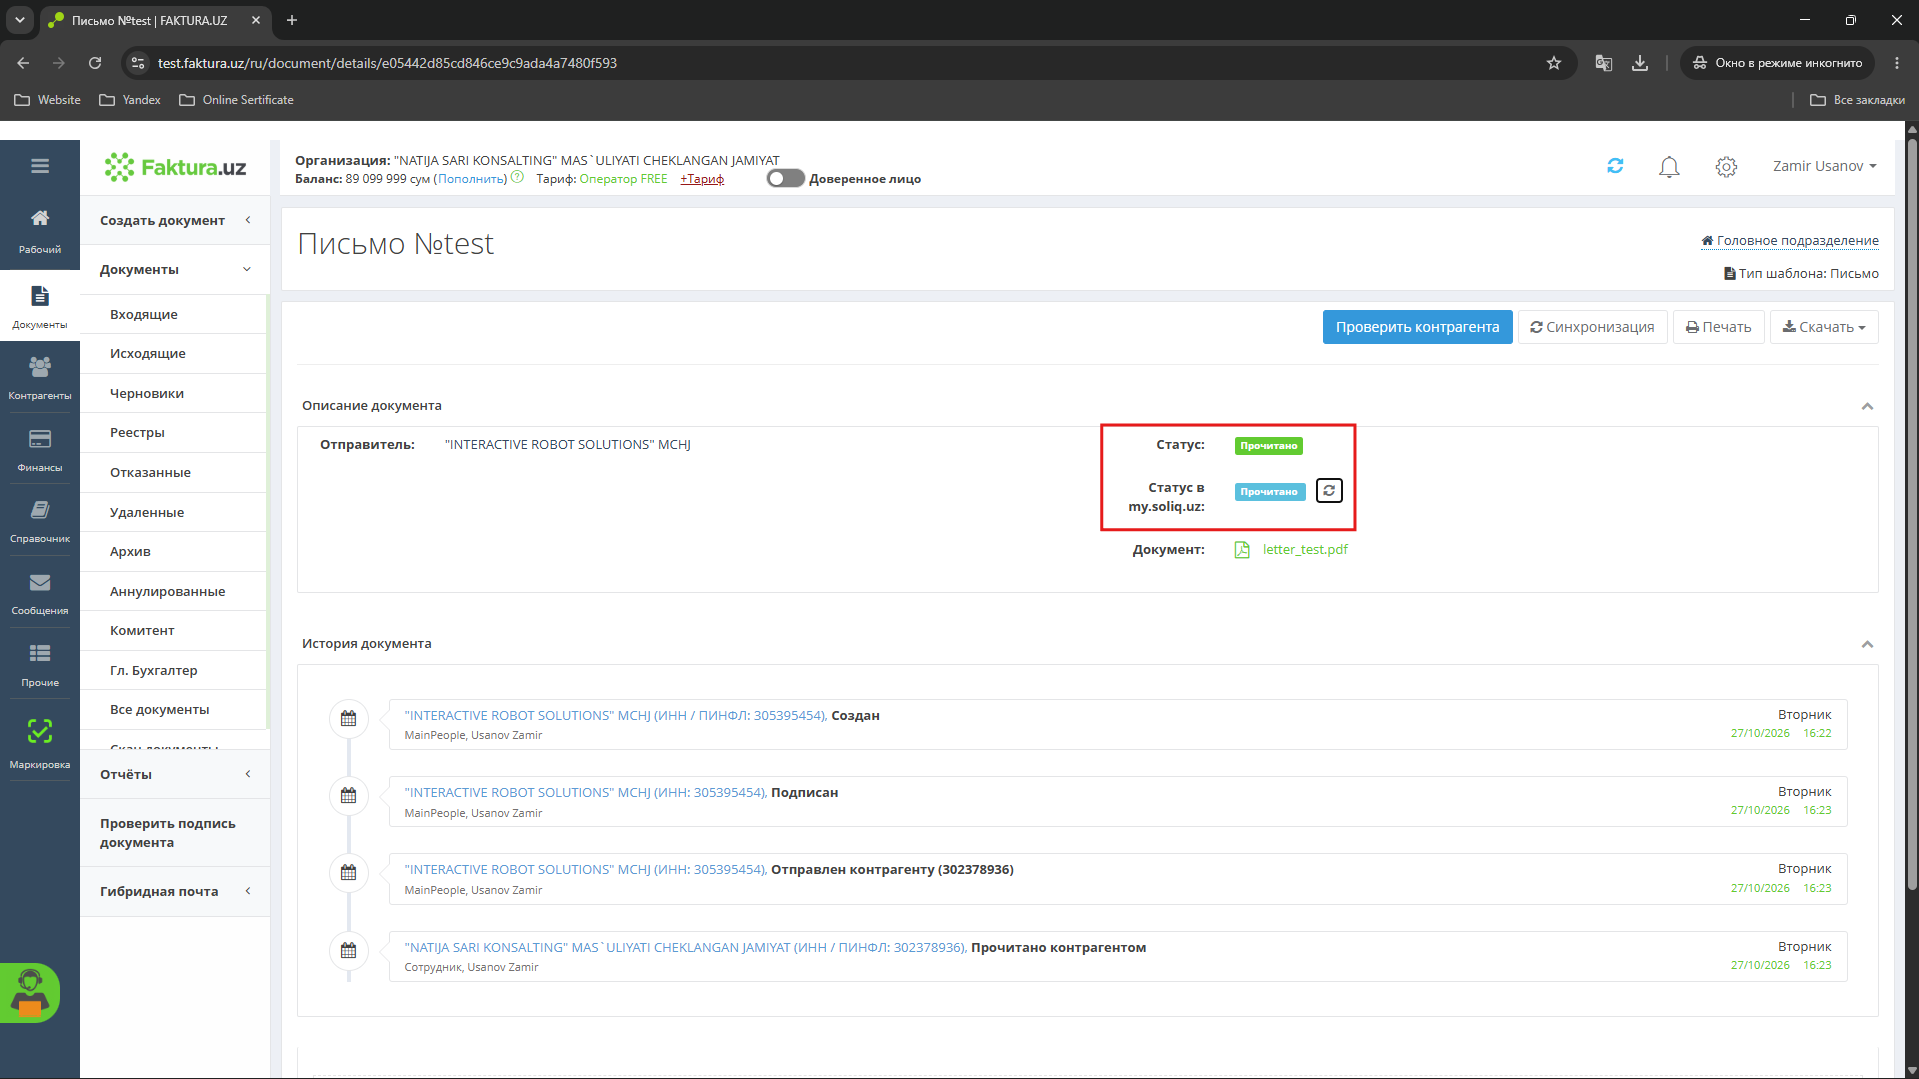 Письмо №test | FAKTURA.UZ
test.faktura.uz/ru/document/details/e05442d85cd846ce9c9ada4a7480f593
Окно в режиме инкогнито
Website
Yandex
Online Sertificate
Все закладки
Рабочий
Документы
Контрагенты
Финансы
Справочник
Сообщения
Прочие
Маркировка
Faktura.uz
Создать документ
Документы
Входящие
Исходящие
Черновики
Реестры
Отказанные
Удаленные
Архив
Аннулированные
Комитент
Гл. Бухгалтер
Все документы
Скан документы
Отчёты
Проверить подпись
документа
Гибридная почта
Организация: "NATIJA SARI KONSALTING" MAS`ULIYATI CHEKLANGAN JAMIYAT
Баланс: 89 099 999 сум (Пополнить) ? Тариф: Оператор FREE +Тариф Доверенное лицо
Zamir Usanov
Письмо №test
Головное подразделение
Тип шаблона: Письмо
Проверить контрагента
Синхронизация
Печать
Скачать
Описание документа
Отправитель: "INTERACTIVE ROBOT SOLUTIONS" MCHJ
Статус: Прочитано
Статус в
my.soliq.uz: Прочитано
Документ: letter_test.pdf
История документа
"INTERACTIVE ROBOT SOLUTIONS" MCHJ (ИНН / ПИНФЛ: 305395454), Создан
MainPeople, Usanov Zamir
Вторник
27/10/2026 16:22
"INTERACTIVE ROBOT SOLUTIONS" MCHJ (ИНН: 305395454), Подписан
MainPeople, Usanov Zamir
Вторник
27/10/2026 16:23
"INTERACTIVE ROBOT SOLUTIONS" MCHJ (ИНН: 305395454), Отправлен контрагенту (302378936)
MainPeople, Usanov Zamir
Вторник
27/10/2026 16:23
"NATIJA SARI KONSALTING" MAS`ULIYATI CHEKLANGAN JAMIYAT (ИНН / ПИНФЛ: 302378936), Прочитано контрагентом
Сотрудник, Usanov Zamir
Вторник
27/10/2026 16:23